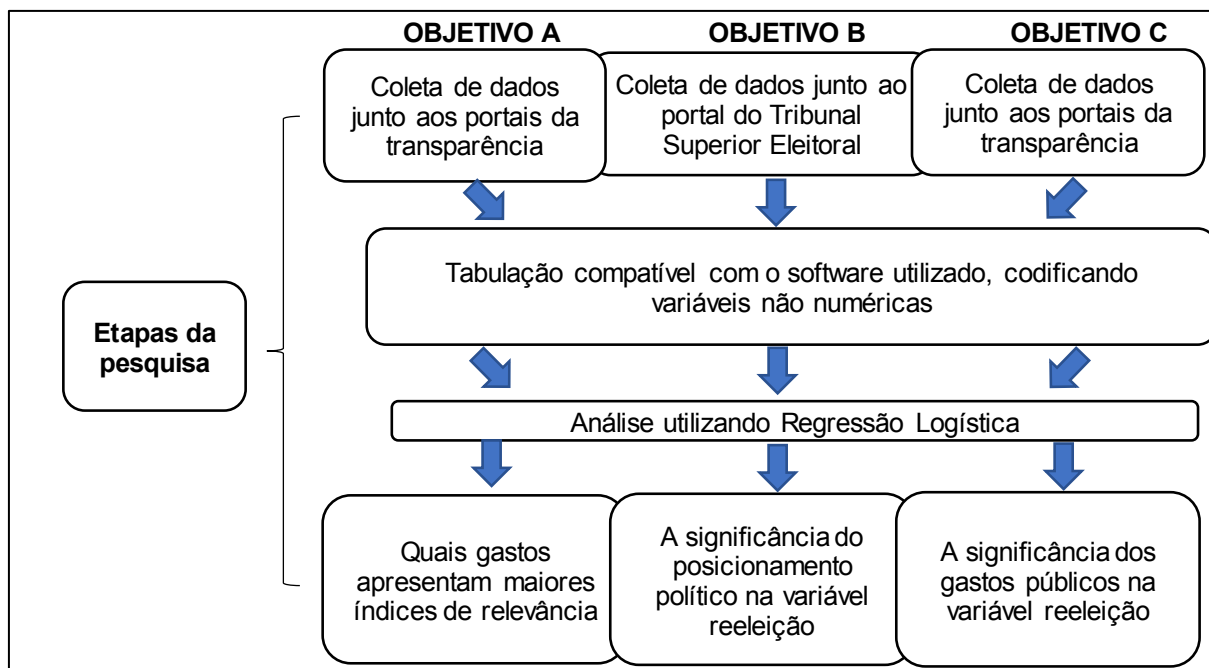 OBJETIVO A
OBJETIVO B
OBJETIVO C
Coleta de dados
junto aos portais da
transparência
Coleta de dados junto ao
portal do Tribunal
Superior Eleitoral
Coleta de dados
junto aos portais da
transparência
Tabulação compatível com o software utilizado, codificando
variáveis não numéricas
Etapas da
pesquisa
Análise utilizando Regressão Logística
Quais gastos
apresentam maiores
índices de relevância
A significância do
posicionamento
político na variável
reeleição
A significância dos
gastos públicos na
variável reeleição